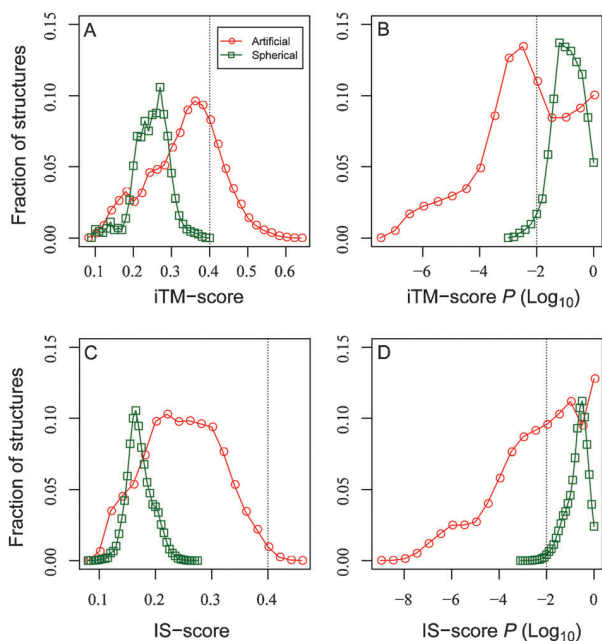 A
Artificial
Spherical
Fraction of structures
0.00 0.05 0.10 0.15
0.1 0.2 0.3 0.4 0.5 0.6
iTM−score
B
0.00 0.05 0.10 0.15
−6 −4 −2 0
iTM−score P (Log10)
C
Fraction of structures
0.00 0.05 0.10 0.15
0.1 0.2 0.3 0.4
IS−score
D
0.00 0.05 0.10 0.15
−8 −6 −4 −2 0
IS−score P (Log10)